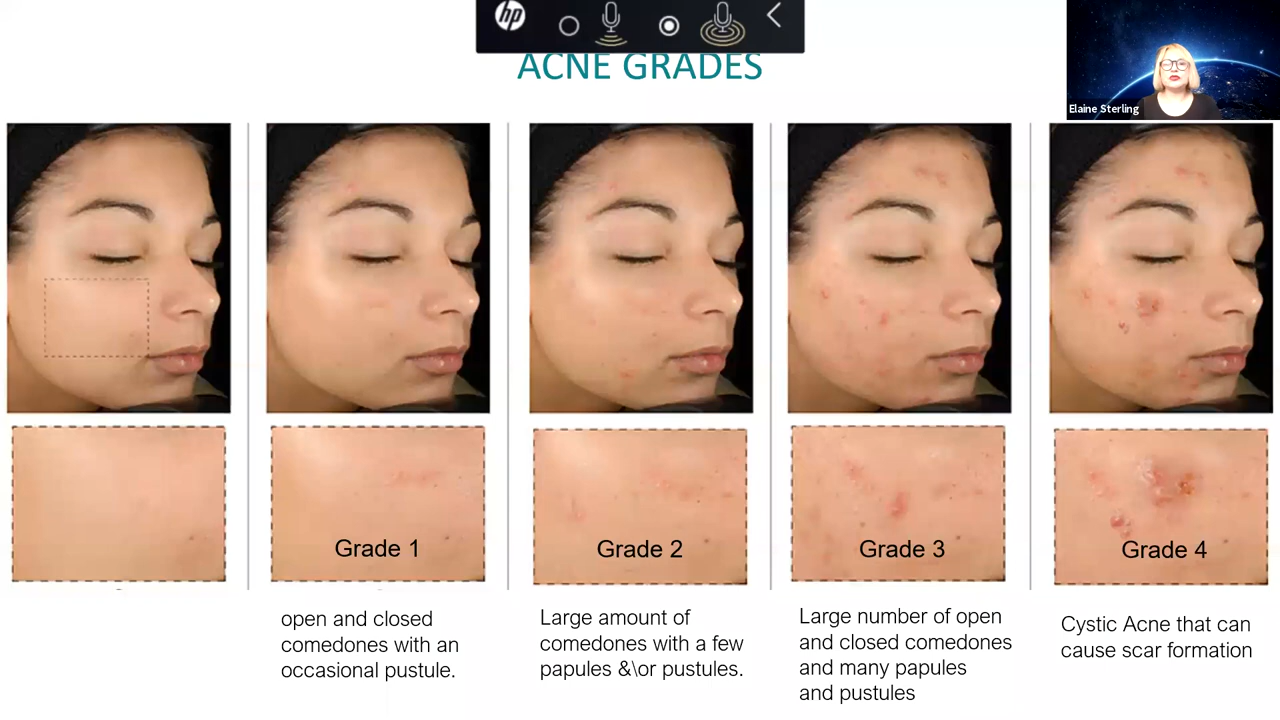 hp
ACNE GRADES
Elaine Sterling
Grade 1
Grade 2
Grade 3
Grade 4
open and closed
comedones with an
occasional pustule.
Large amount of
comedones with a few
papules &\or pustules.
Large number of open
and closed comedones
and many papules
and pustules
Cystic Acne that can
cause scar formation